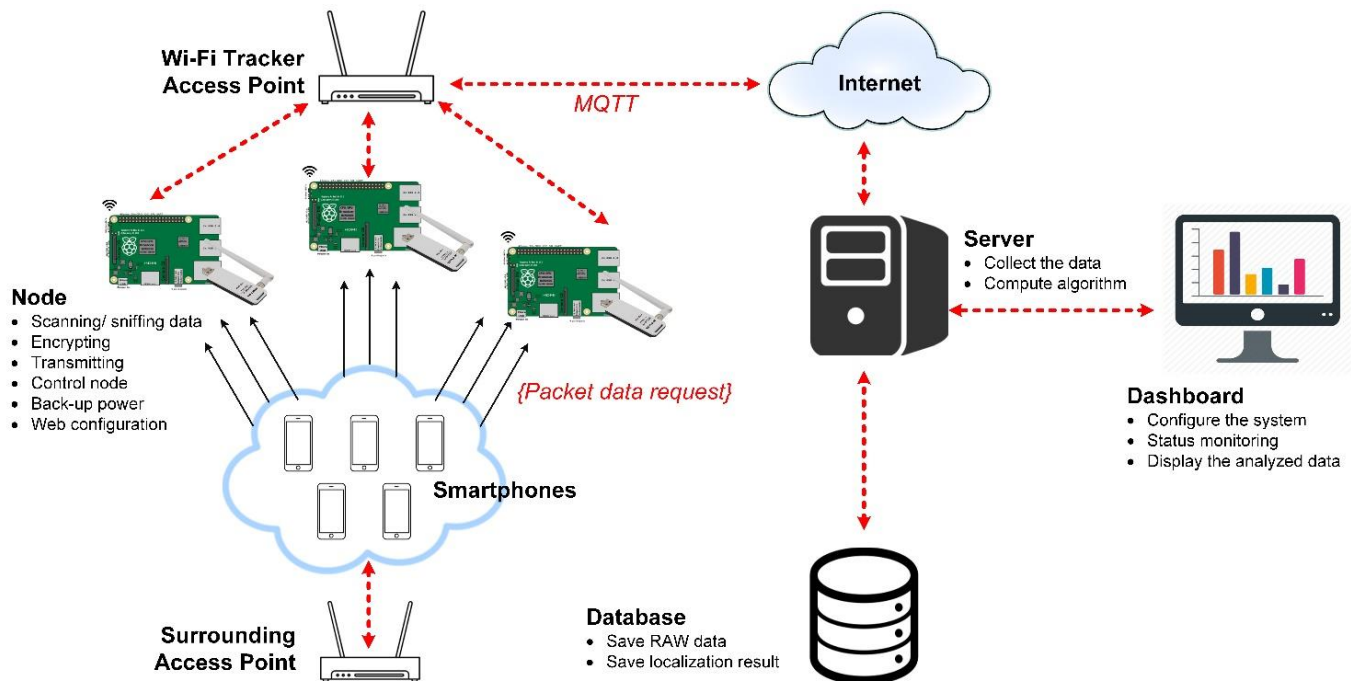 Wi-Fi Tracker
Access Point
MQTT
Internet
Node
• Scanning/ sniffing data
• Encrypting
• Transmitting
• Control node
• Back-up power
• Web configuration
{Packet data request}
Smartphones
Surrounding
Access Point
Server
• Collect the data
• Compute algorithm
Dashboard
• Configure the system
• Status monitoring
• Display the analyzed data
Database
• Save RAW data
• Save localization result